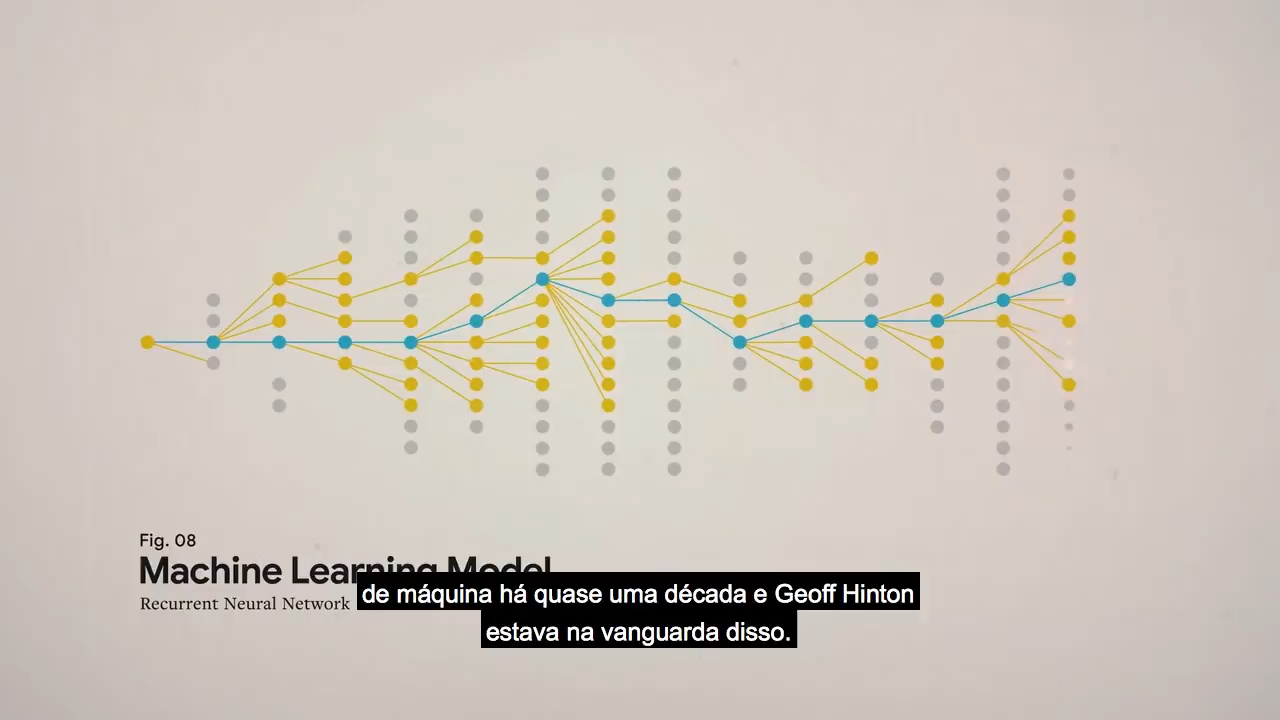 Fig. 08
Machine Learning Model
Recurrent Neural Network
de máquina há quase uma década e Geoff Hinton
estava na vanguarda disso.